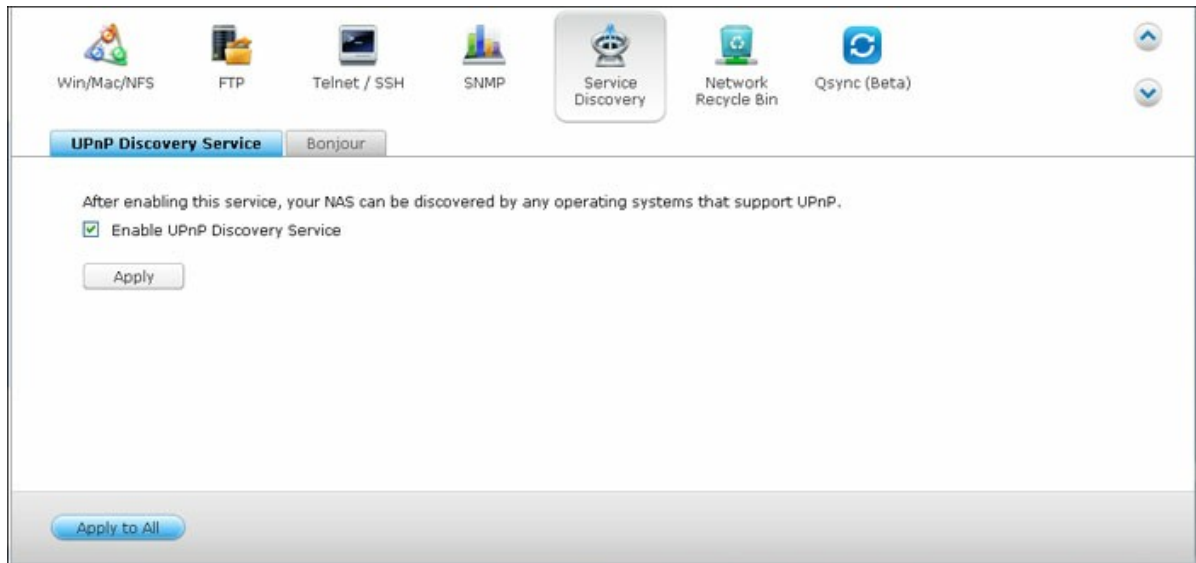 Win/Mac/NFS
FTP
Telnet / SSH
SNMP
Service
Discovery
Network
Recycle Bin
Qsync (Beta)
UPnP Discovery Service
Bonjour
After enabling this service, your NAS can be discovered by any operating systems that support UPnP.
Enable UPnP Discovery Service
Apply
Apply to All